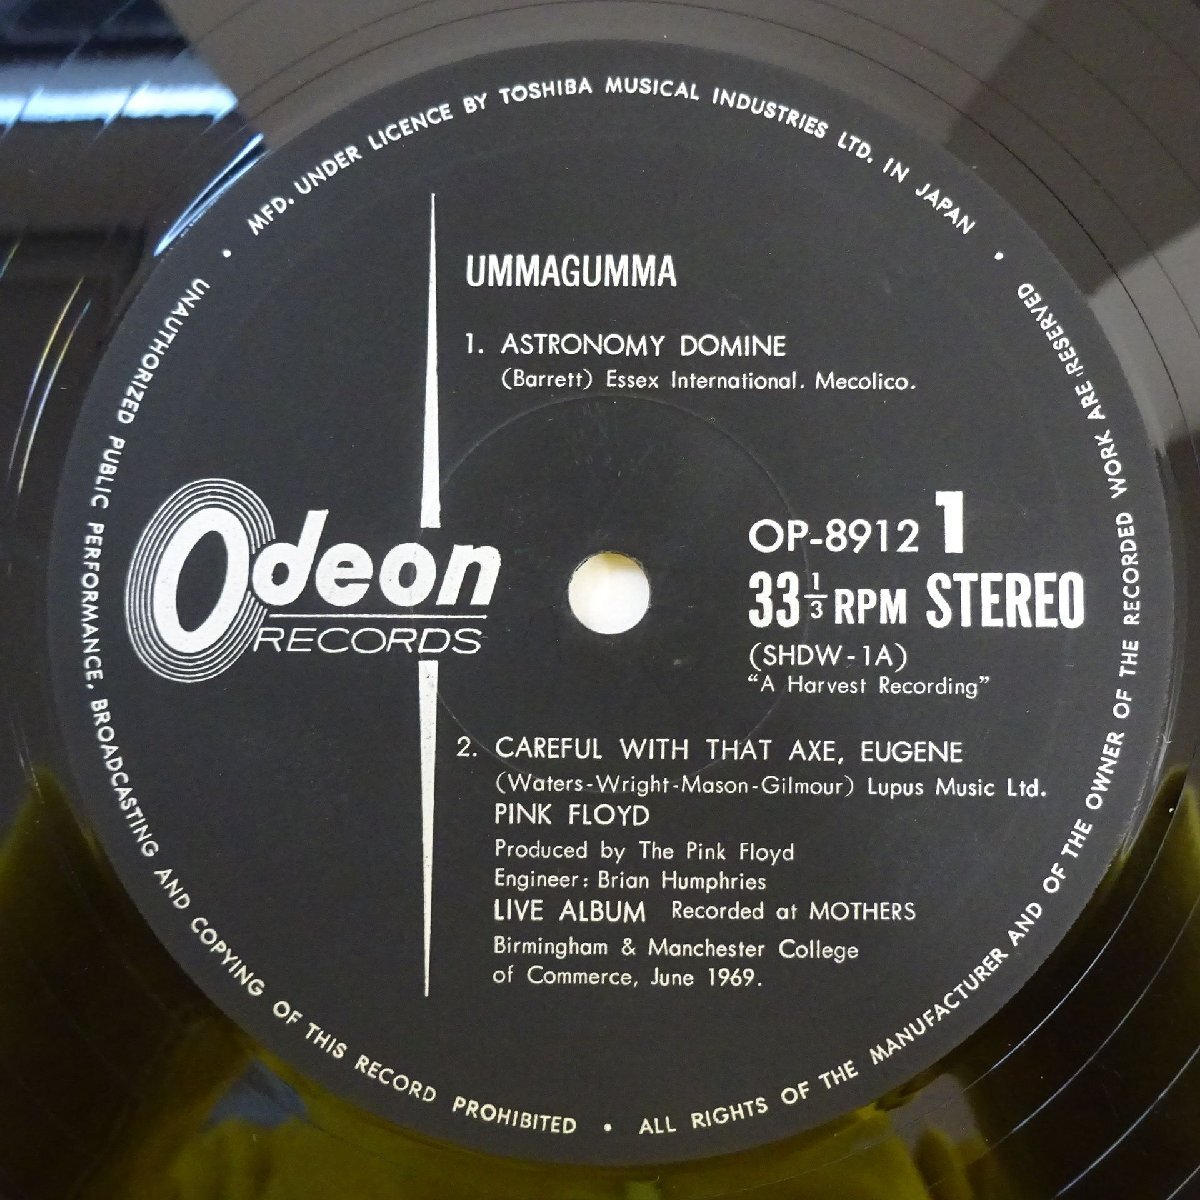 MFD. UNDER LICENCE BY TOSHIBA MUSICAL INDUSTRIES LTD. IN JAPAN •
UMMAGUMMA
1. ASTRONOMY DOMINE
(Barrett) Essex International. Mecolico.
Odeon
RECORDS
OP-8912 1
33 1/3 RPM STEREO
(SHDW-1A)
“A Harvest Recording”
2. CAREFUL WITH THAT AXE, EUGENE
(Waters-Wright-Mason-Gilmour) Lupus Music Ltd.
PINK FLOYD
Produced by The Pink Floyd
Engineer: Brian Humphries
LIVE ALBUM Recorded at MOTHERS
Birmingham & Manchester College
of Commerce, June 1969.
ALL RIGHTS OF THE MANUFACTURER AND OF THE OWNER OF THE RECORDED WORK ARE RESERVED •
UNAUTHORIZED PUBLIC PERFORMANCE, BROADCASTING AND COPYING OF THIS RECORD PROHIBITED •